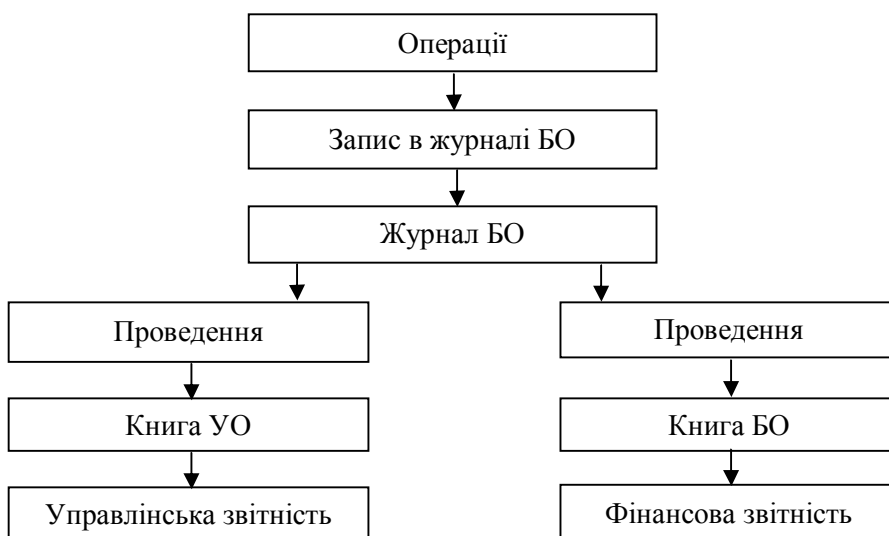 Операції
Запис в журналі БО
Журнал БО
Проведення
Проведення
Книга УО
Книга БО
Управлінська звітність
Фінансова звітність